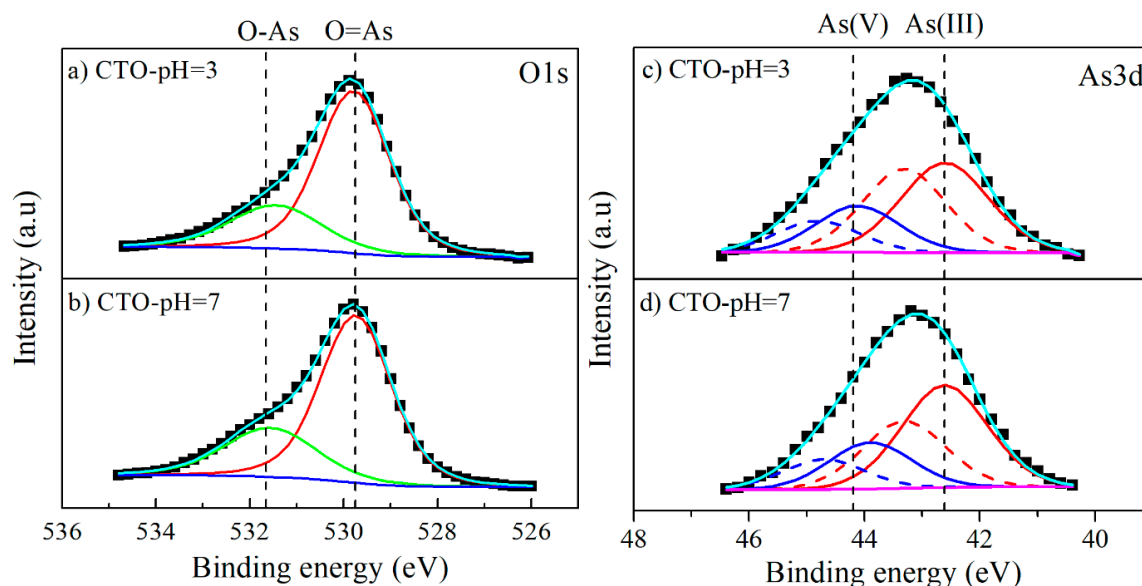 O-As O=As
a) CTO-pH=3 O1s
b) CTO-pH=7
Intensity (a.u)
536 534 532 530 528 526
Binding energy (eV)
As(V) As(III)
c) CTO-pH=3 As3d
d) CTO-pH=7
Intensity (a.u)
48 46 44 42 40
Binding energy (eV)